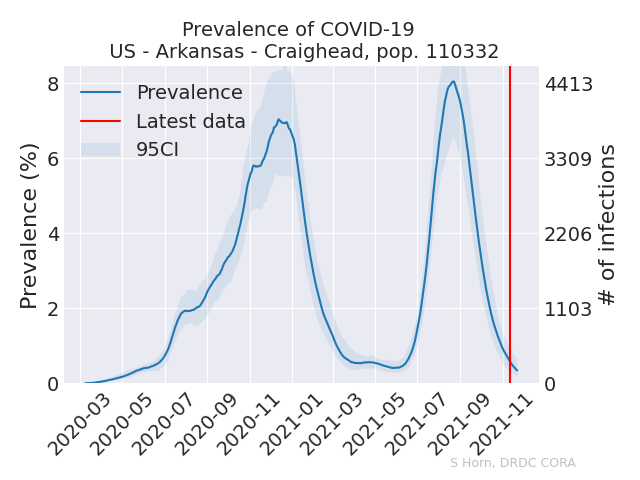 Prevalence of COVID-19
US - Arkansas - Craighead, pop. 110332
Prevalence
Latest data
95CI
Prevalence (%)
8
6
4
2
0
# of infections
4413
3309
2206
1103
0
2020-03
2020-05
2020-07
2020-09
2020-11
2021-01
2021-03
2021-05
2021-07
2021-09
2021-11
S Horn, DRDC CORA